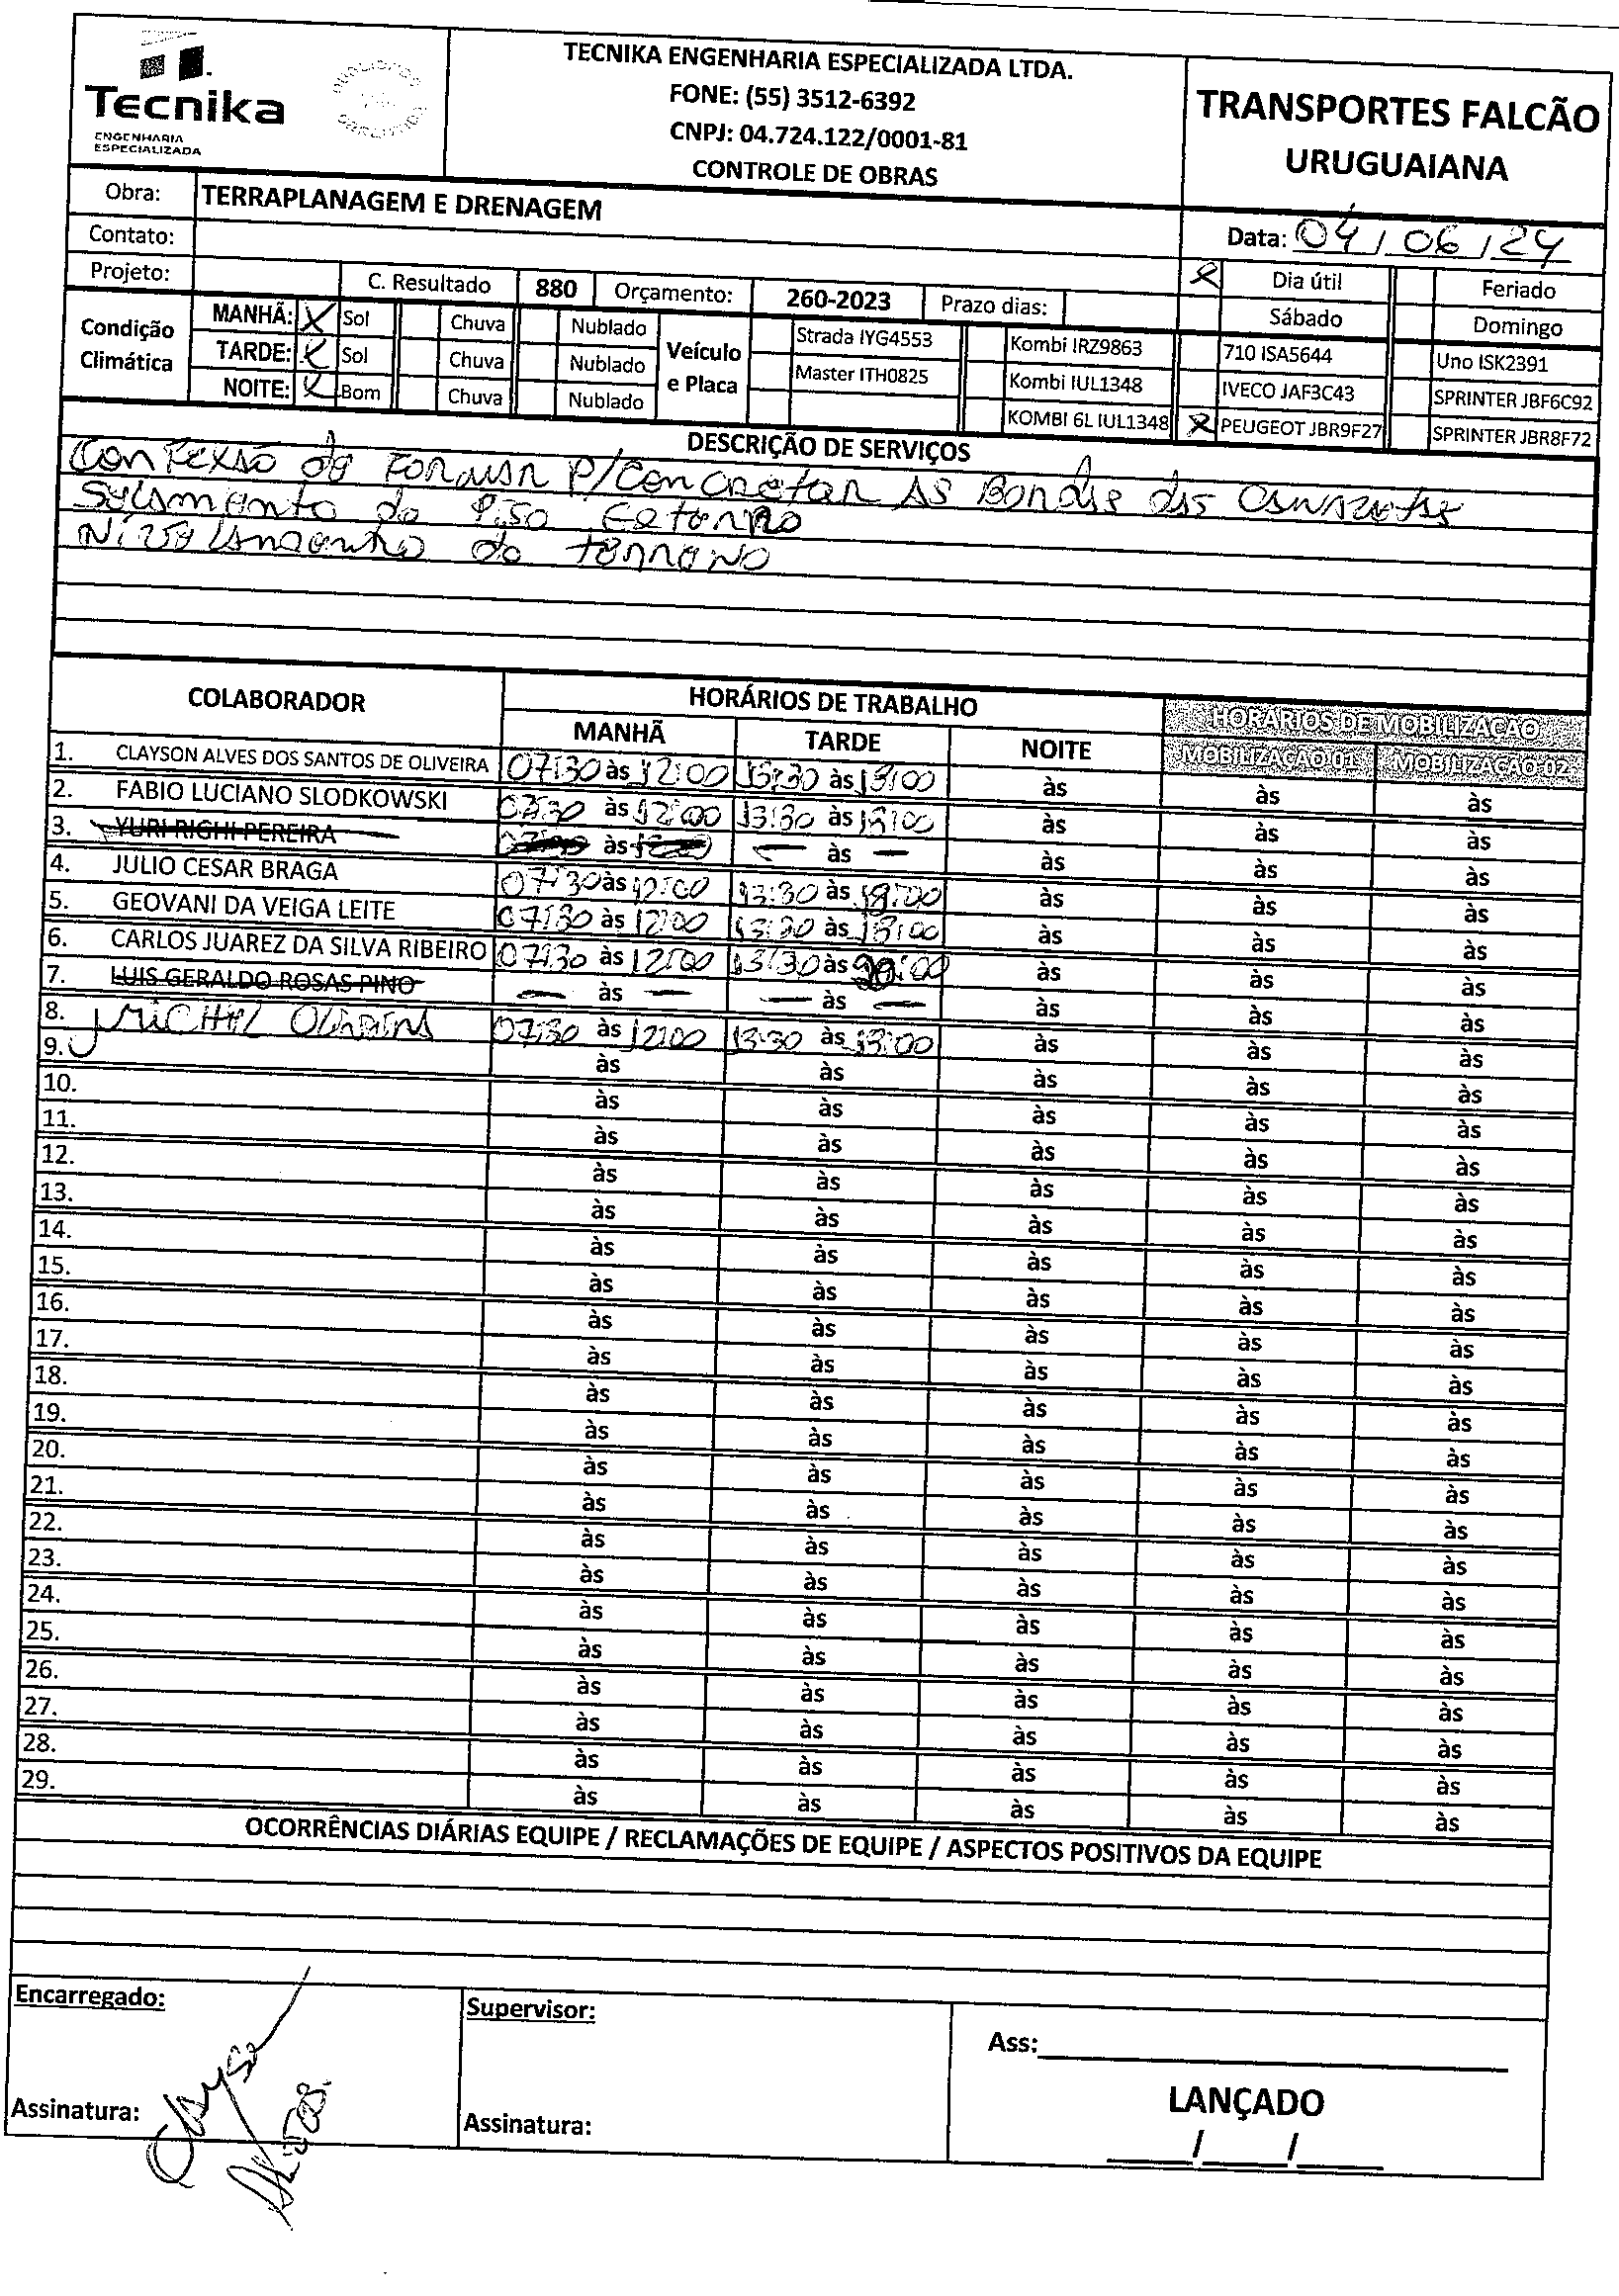 Tecnika
ENGENHARIA
ESPECIALIZADA
TECNIKA ENGENHARIA ESPECIALIZADA LTDA.
FONE: (55) 3512-6392
CNPJ: 04.724.122/0001-81
CONTROLE DE OBRAS
TRANSPORTES FALCÃO
URUGUAIANA
Obra: TERRAPLANAGEM E DRENAGEM
Contato:
Data: 04/06/24
Projeto: C. Resultado 880 Orçamento: 260-2023 Prazo dias:
X Dia útil Feriado
Sábado Domingo
Condição Climática
MANHÃ: X Sol Chuva Nublado
TARDE: X Sol Chuva Nublado
NOITE: X Bom Chuva Nublado
Veículo e Placa
Strada IYG4553 Kombi IRZ9863 710 ISA5644 Uno ISK2391
Master ITH0825 Kombi IUL1348 IVECO JAF3C43 SPRINTER JBF6C92
KOMBI 6L IUL1348 X PEUGEOT JBR9F27 SPRINTER JBR8F72
DESCRIÇÃO DE SERVIÇOS
P/Concretar AS Bordas das
do Piso
do terreno
COLABORADOR HORÁRIOS DE TRABALHO HORÁRIOS DE MOBILIZAÇÃO
MANHÃ TARDE NOITE MOBILIZAÇÃO 01 MOBILIZAÇÃO 02
1. CLAYSON ALVES DOS SANTOS DE OLIVEIRA 07:30 às 12:00 13:30 às 18:00 às às às
2. FABIO LUCIANO SLODKOWSKI 07:30 às 12:00 13:30 às 18:00 às às às
3. YURI RIGHI PEREIRA às — às — às às às
4. JULIO CESAR BRAGA 07:30 às 12:00 13:30 às 18:00 às às às
5. GEOVANI DA VEIGA LEITE 07:30 às 12:00 13:30 às 18:00 às às às
6. CARLOS JUAREZ DA SILVA RIBEIRO 07:30 às 12:00 13:30 às às às às
7. LUIS GERALDO ROSAS PINO — às — — às — às às às
8. MICHEL 07:30 às 12:00 13:30 às 18:00 às às às
9. às às às às às
10. às às às às às
11. às às às às às
12. às às às às às
13. às às às às às
14. às às às às às
15. às às às às às
16. às às às às às
17. às às às às às
18. às às às às às
19. às às às às às
20. às às às às às
21. às às às às às
22. às às às às às
23. às às às às às
24. às às às às às
25. às às às às às
26. às às às às às
27. às às às às às
28. às às às às às
29. às às às às às
OCORRÊNCIAS DIÁRIAS EQUIPE / RECLAMAÇÕES DE EQUIPE / ASPECTOS POSITIVOS DA EQUIPE
Encarregado: Supervisor:
Ass:
LANÇADO
Assinatura: Assinatura:
/ /